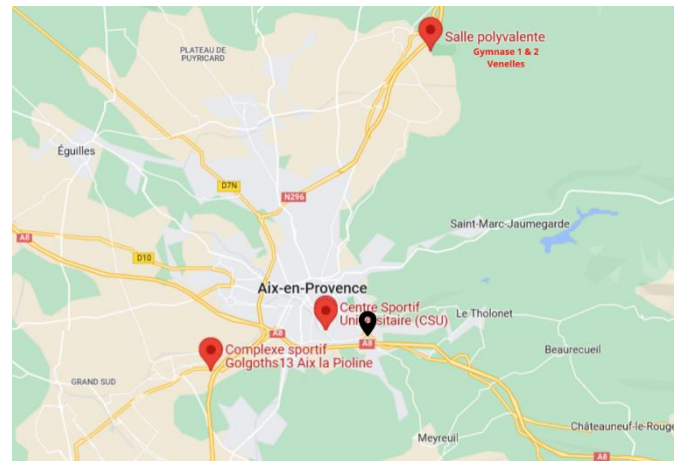 Salle polyvalente
Gymnase 1 & 2
Venelles
PLATEAU DE
PUYRICARD
Éguilles
D7N
N296
Saint-Marc-Jaumegarde
A8
D10
Aix-en-Provence
Centre Sportif
Universitaire (CSU)
Le Tholonet
A8
A8
Complexe sportif
Golgoths13 Aix la Pioline
Beaurecueil
GRAND SUD
Châteauneuf-le-Rouge
Meyreuil
A8